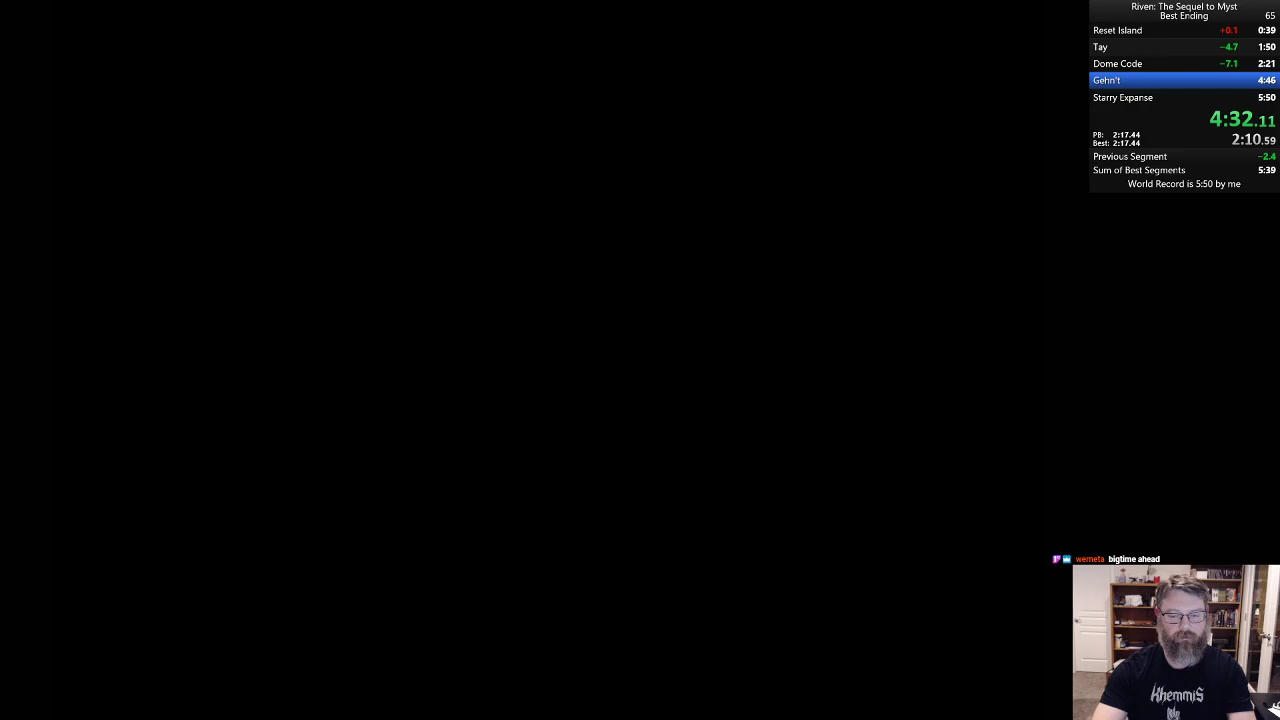 Riven: The Sequel to Myst
Best Ending 65
Reset Island +0.1 0:39
Tay −4.7 1:50
Dome Code −7.1 2:21
Gehn't 4:46
Starry Expanse 5:50
4:32.11
PB: 2:17.44
Best: 2:17.44
2:10.59
Previous Segment −2.4
Sum of Best Segments 5:39
World Record is 5:50 by me
werneta bigtime ahead
Khemmis